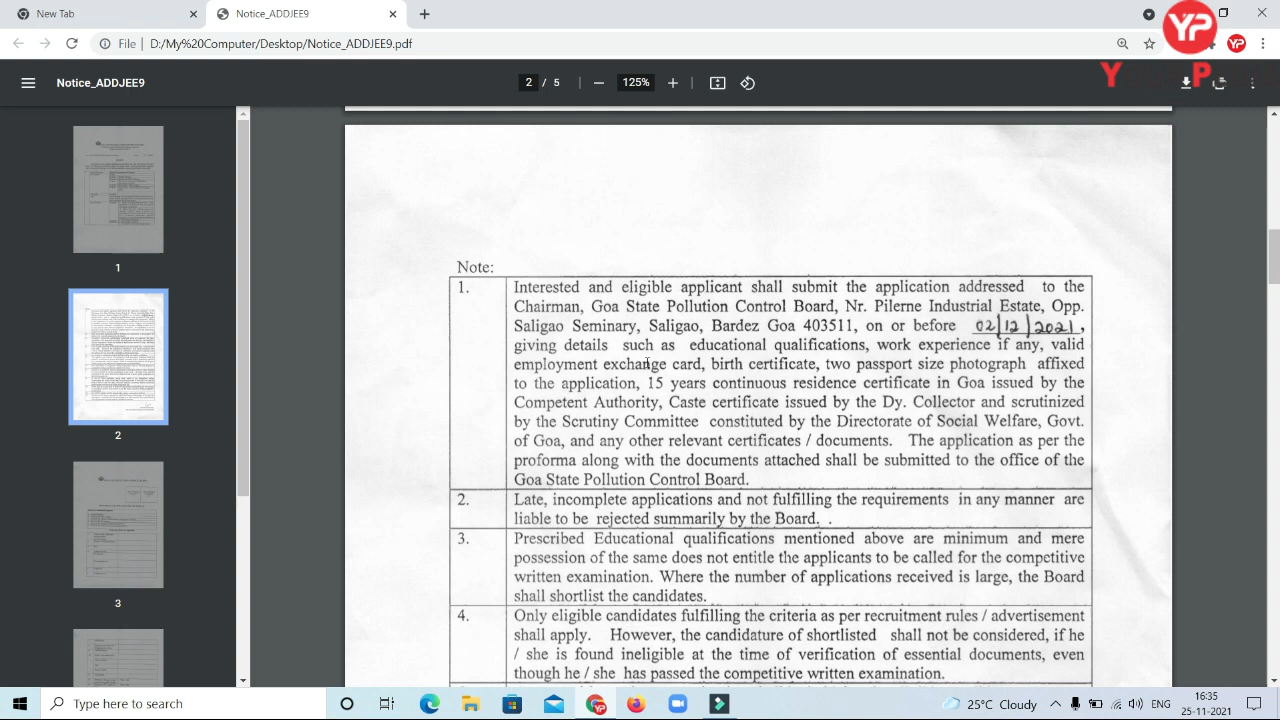 New Tab
Notice_ADDJEE9
File | D:/My%20Computer/Desktop/Notice_ADDJEE9.pdf
YP
YP
Y P
Notice_ADDJEE9
2 / 5
125%
1
2
3
Note:
1. Interested and eligible applicant shall submit the application addressed to the
Chairman, Goa State Pollution Control Board, Nr. Pilerne Industrial Estate, Opp.
Saligao Seminary, Saligao, Bardez Goa 403511, on or before 02|12|2021,
giving details such as educational qualifications, work experience if any, valid
employment exchange card, birth certificate, two passport size photograph affixed
to the application, 15 years continuous residence certificate in Goa issued by the
Competent Authority, Caste certificate issued by the Dy. Collector and scrutinized
by the Scrutiny Committee constituted by the Directorate of Social Welfare, Govt.
of Goa, and any other relevant certificates / documents. The application as per the
proforma along with the documents attached shall be submitted to the office of the
Goa State Pollution Control Board.
2. Late, incomplete applications and not fulfilling the requirements in any manner are
liable to be rejected summarily by the Board.
3. Prescribed Educational qualifications mentioned above are minimum and mere
possession of the same does not entitle the applicants to be called for the competitive
written examination. Where the number of applications received is large, the Board
shall shortlist the candidates.
4. Only eligible candidates fulfilling the criteria as per recruitment rules / advertisement
shall apply. However, the candidature of shortlisted shall not be considered, if he
/ she is found ineligible at the time of verification of essential documents, even
though he / she has passed the competitive written examination.
Type here to search
25°C Cloudy
ENG
16:35
25-11-2021